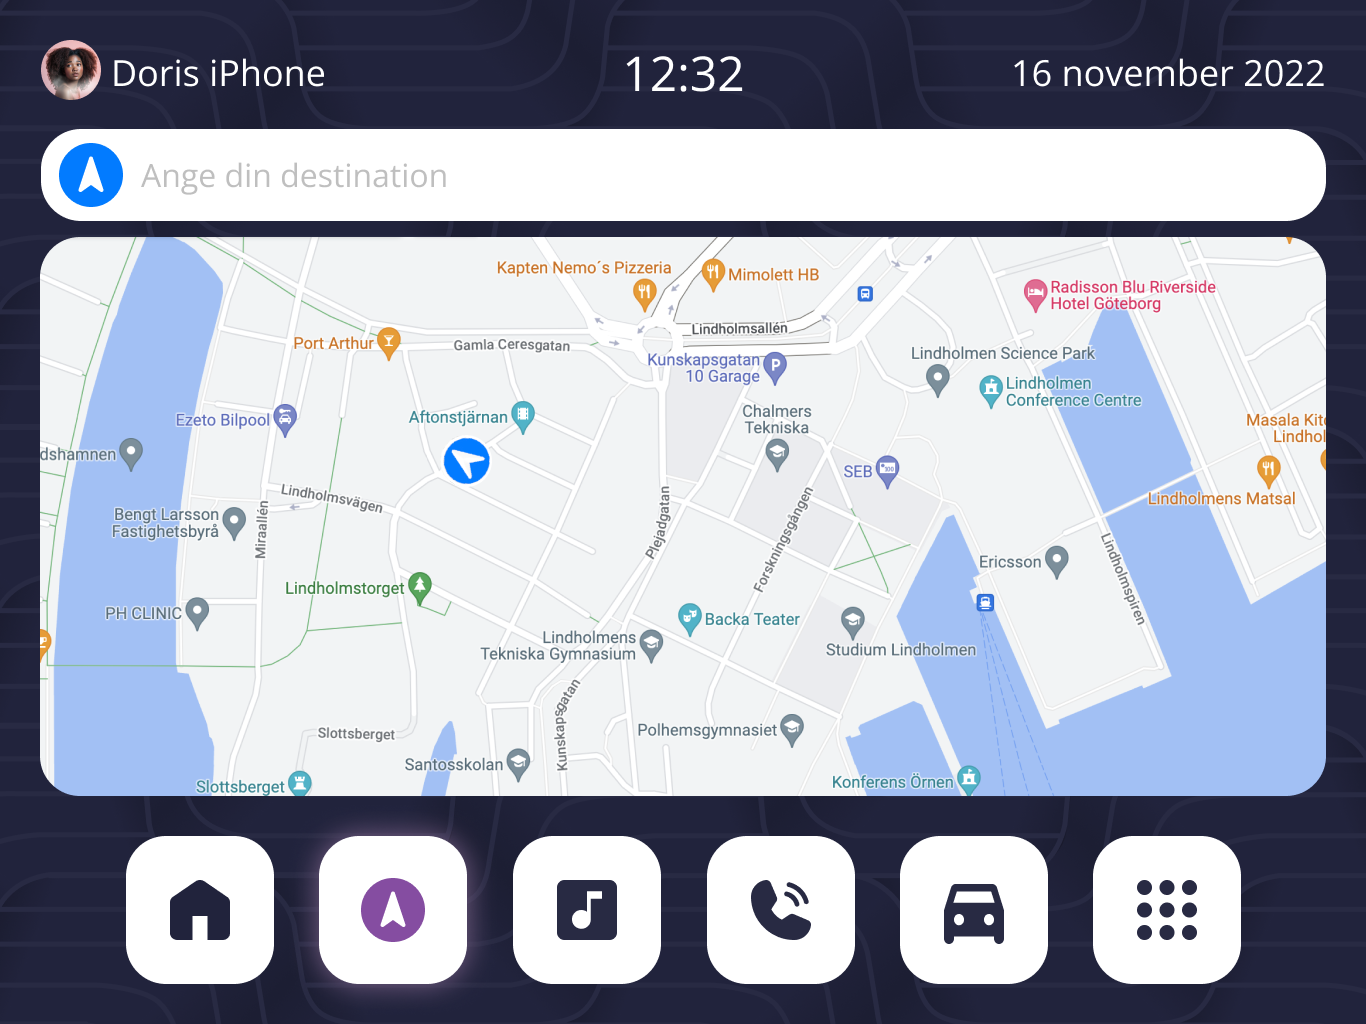 Doris iPhone
12:32
16 november 2022
Ange din destination
Kapten Nemo´s Pizzeria
Mimolett HB
Radisson Blu Riverside
Hotel Göteborg
Lindholmsallén
Port Arthur
Gamla Ceresgatan
Kunskapsgatan
10 Garage
Lindholmen Science Park
Lindholmen
Conference Centre
Ezeto Bilpool
Aftonstjärnan
Chalmers
Tekniska
Masala Kitc
Lindhol
dshamnen
SEB
Lindholmens Matsal
Lindholmsvägen
Bengt Larsson
Fastighetsbyrå
Miraallén
Plejadgatan
Forskningsgången
Lindholmspiren
Ericsson
Lindholmstorget
PH CLINIC
Backa Teater
Lindholmens
Tekniska Gymnasium
Studium Lindholmen
Kunskapsgatan
Slottsberget
Polhemsgymnasiet
Santosskolan
Slottsberget
Konferens Örnen